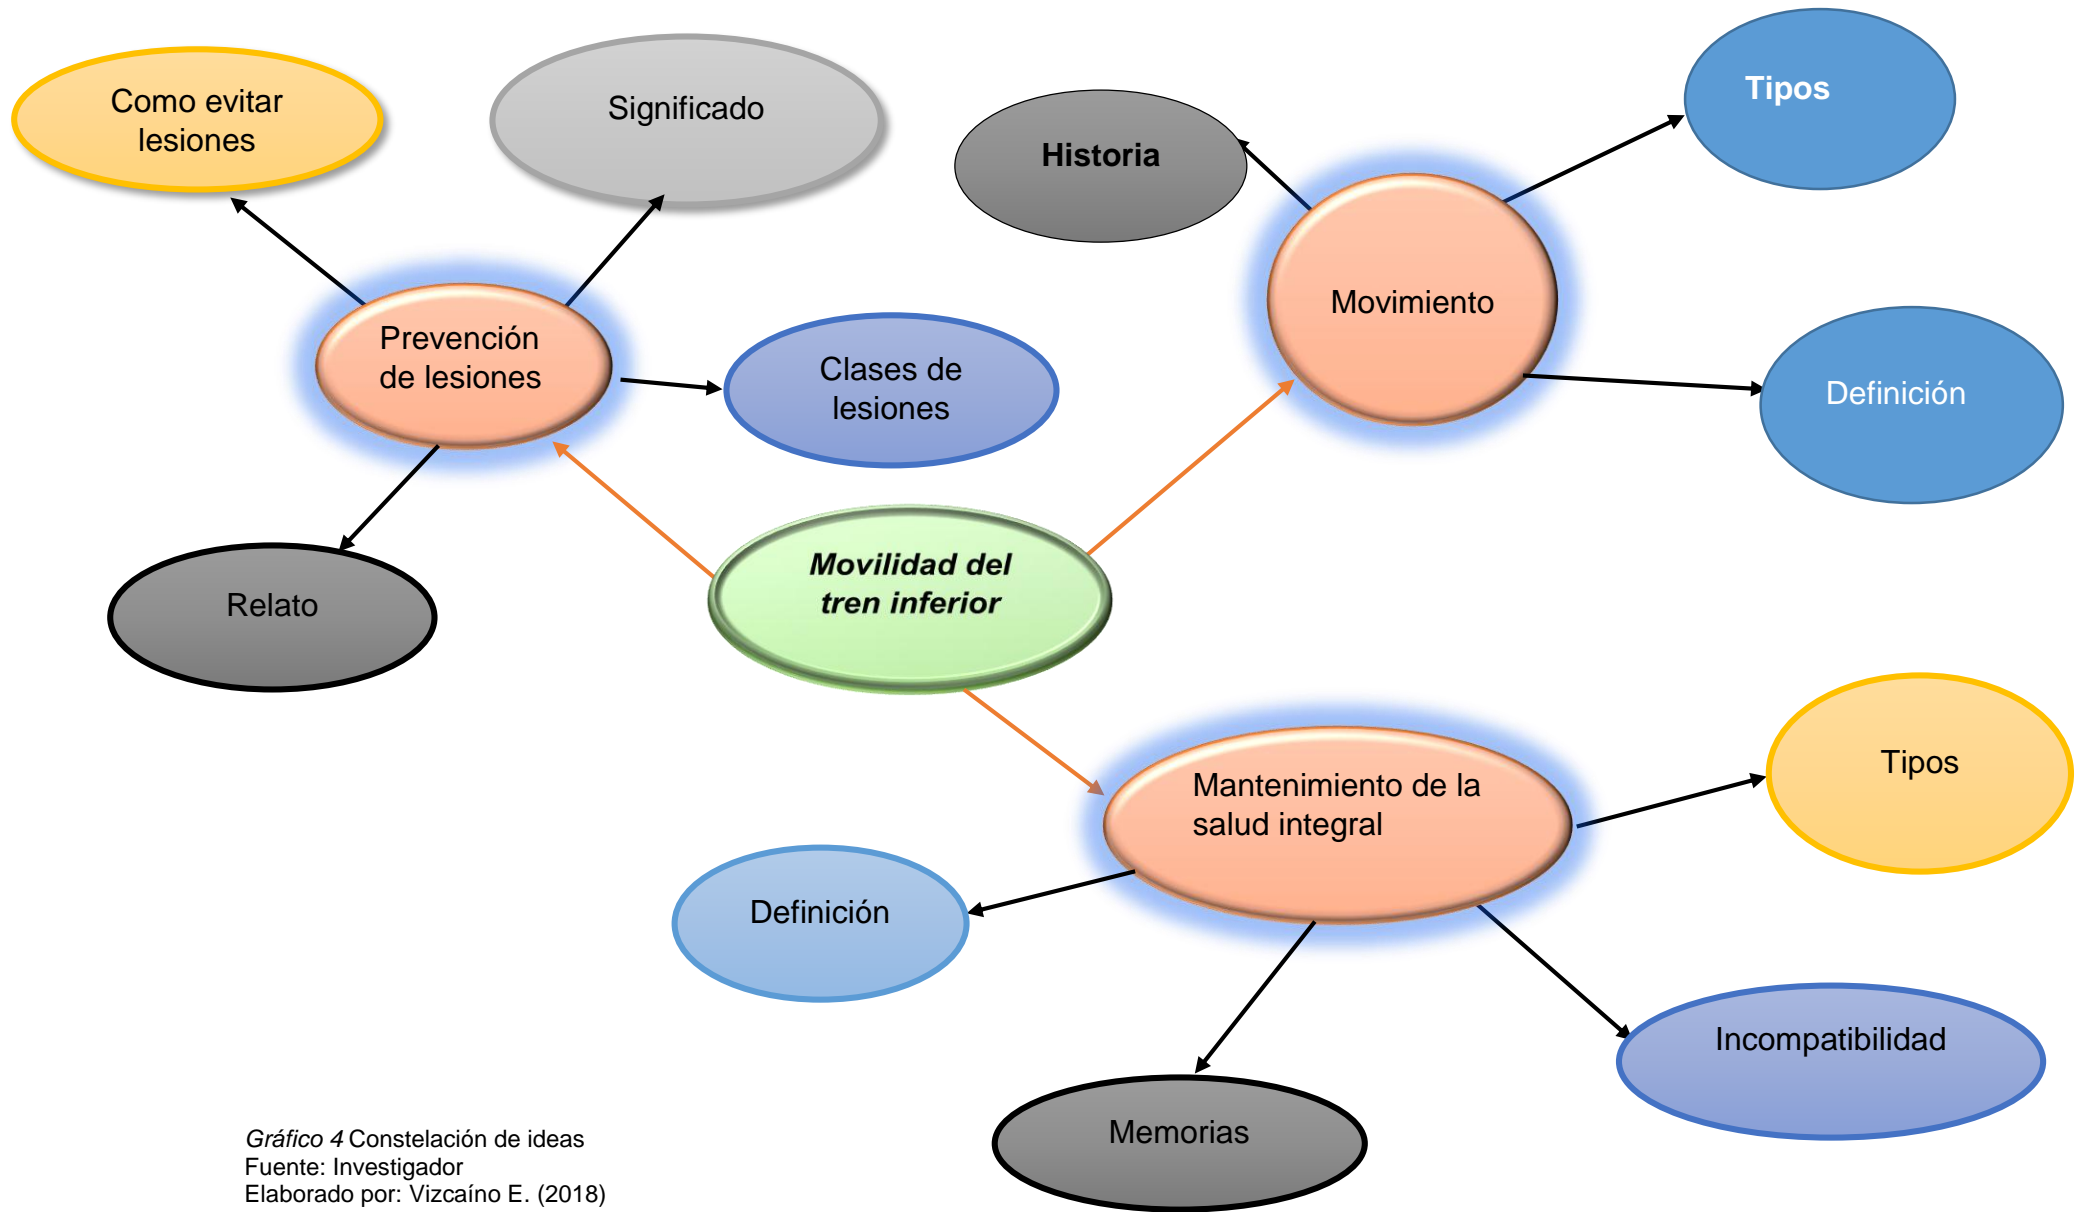 Como evitar
lesiones
Significado
Historia
Tipos
Prevención
de lesiones
Clases de
lesiones
Movimiento
Definición
Relato
Movilidad del
tren inferior
Mantenimiento de la
salud integral
Tipos
Definición
Incompatibilidad
Memorias
Gráfico 4 Constelación de ideas
Fuente: Investigador
Elaborado por: Vizcaíno E. (2018)